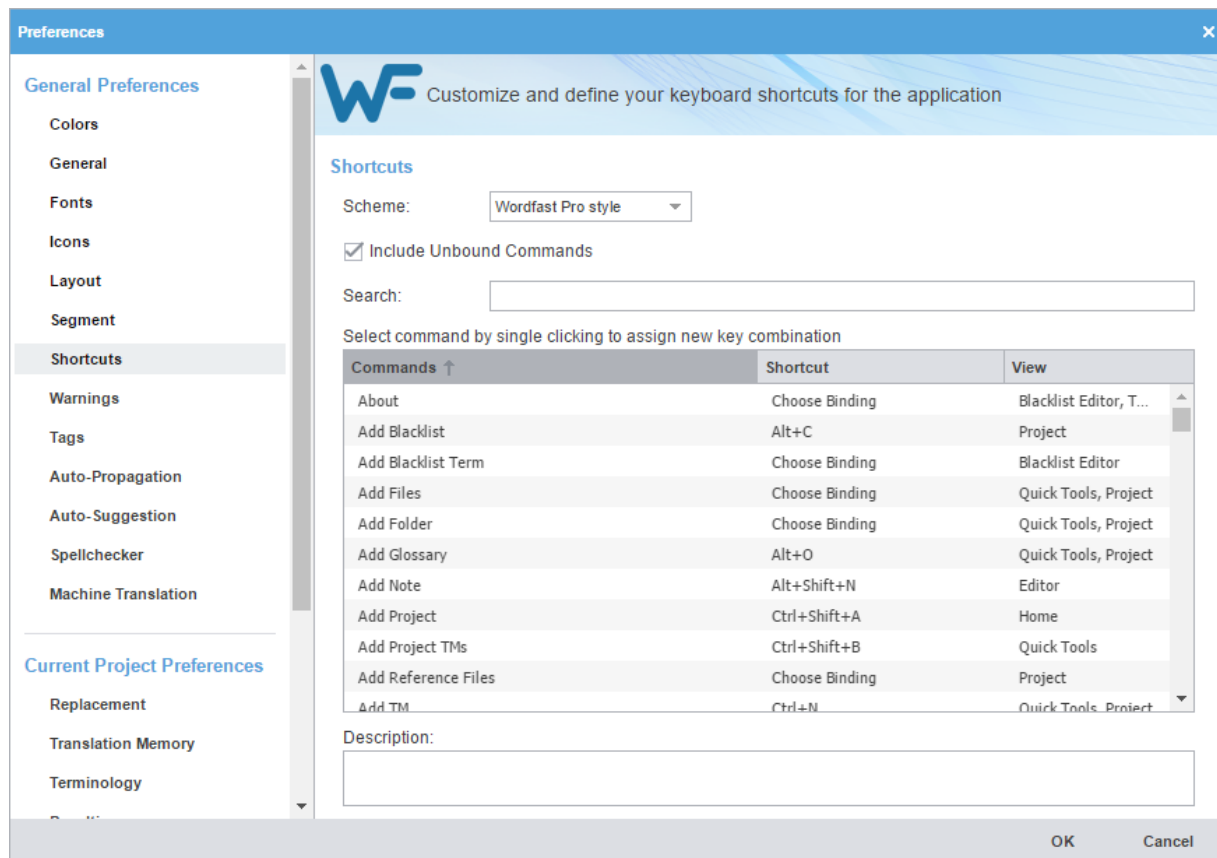 Preferences
General Preferences
Colors
General
Fonts
Icons
Layout
Segment
Shortcuts
Warnings
Tags
Auto-Propagation
Auto-Suggestion
Spellchecker
Machine Translation
Current Project Preferences
Replacement
Translation Memory
Terminology
WF Customize and define your keyboard shortcuts for the application
Shortcuts
Scheme: Wordfast Pro style
Include Unbound Commands
Search:
Select command by single clicking to assign new key combination
Commands Shortcut View
About Choose Binding Blacklist Editor, T...
Add Blacklist Alt+C Project
Add Blacklist Term Choose Binding Blacklist Editor
Add Files Choose Binding Quick Tools, Project
Add Folder Choose Binding Quick Tools, Project
Add Glossary Alt+O Quick Tools, Project
Add Note Alt+Shift+N Editor
Add Project Ctrl+Shift+A Home
Add Project TMs Ctrl+Shift+B Quick Tools
Add Reference Files Choose Binding Project
Add TM Ctrl+N Quick Tools, Project
Description:
OK Cancel